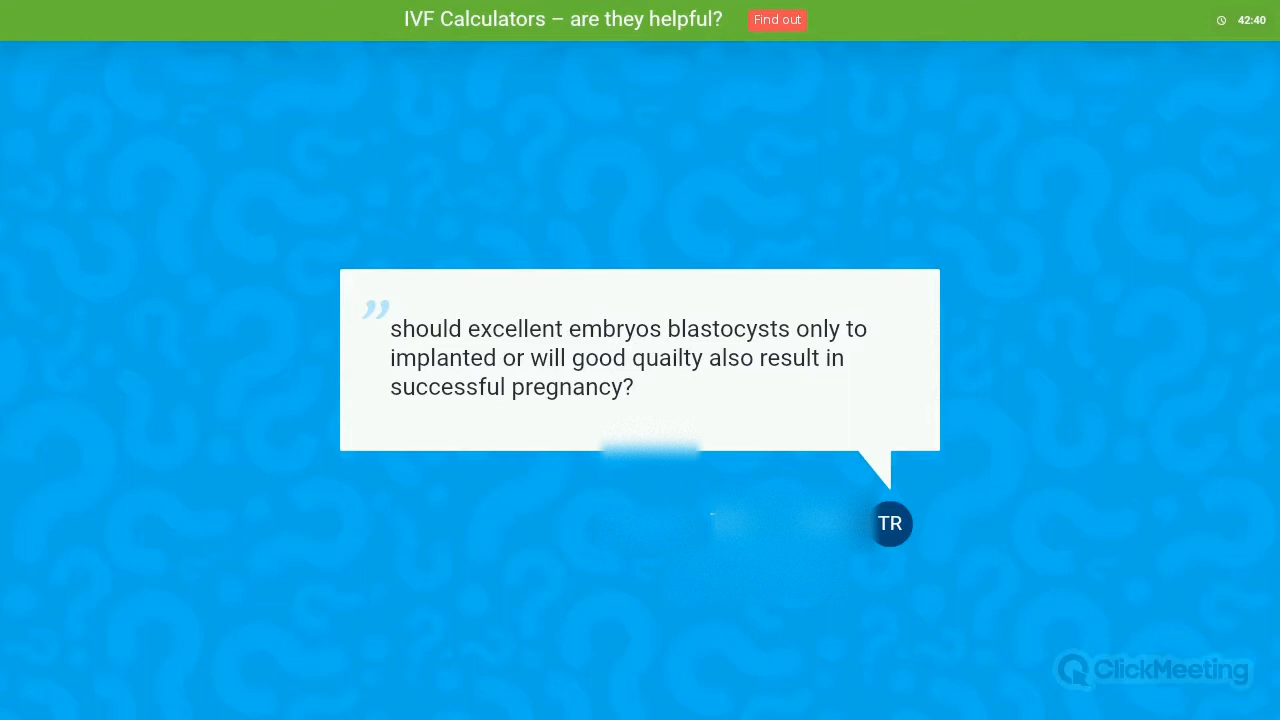 IVF Calculators – are they helpful?
Find out
42:40
”
should excellent embryos blastocysts only to
implanted or will good quailty also result in
successful pregnancy?
TR
ClickMeeting